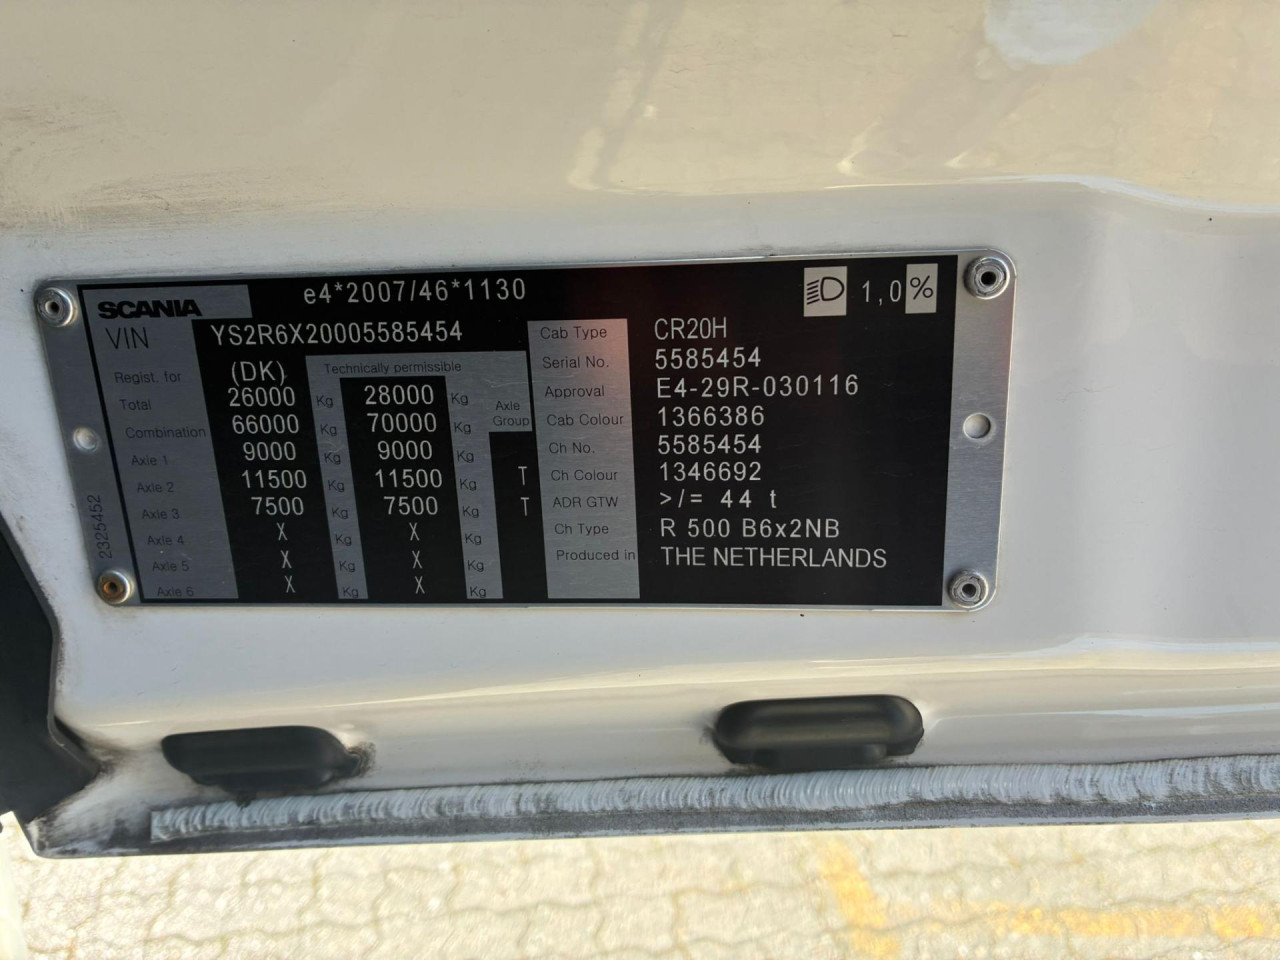 SCANIA e4*2007/46*1130 1,0%
VIN YS2R6X20005585454
Regist. for (DK) Technically permissible
Total 26000 Kg 28000 Kg
Combination 66000 Kg 70000 Kg Axle Group
Axle 1 9000 Kg 9000 Kg
Axle 2 11500 Kg 11500 Kg T
Axle 3 7500 Kg 7500 Kg T
Axle 4 X Kg X Kg
Axle 5 X Kg X Kg
Axle 6 X Kg X Kg
Cab Type CR20H
Serial No. 5585454
Approval E4-29R-030116
Cab Colour 1366386
Ch No. 5585454
Ch Colour 1346692
ADR GTW >/= 44 t
Ch Type R 500 B6x2NB
Produced in THE NETHERLANDS
2325452